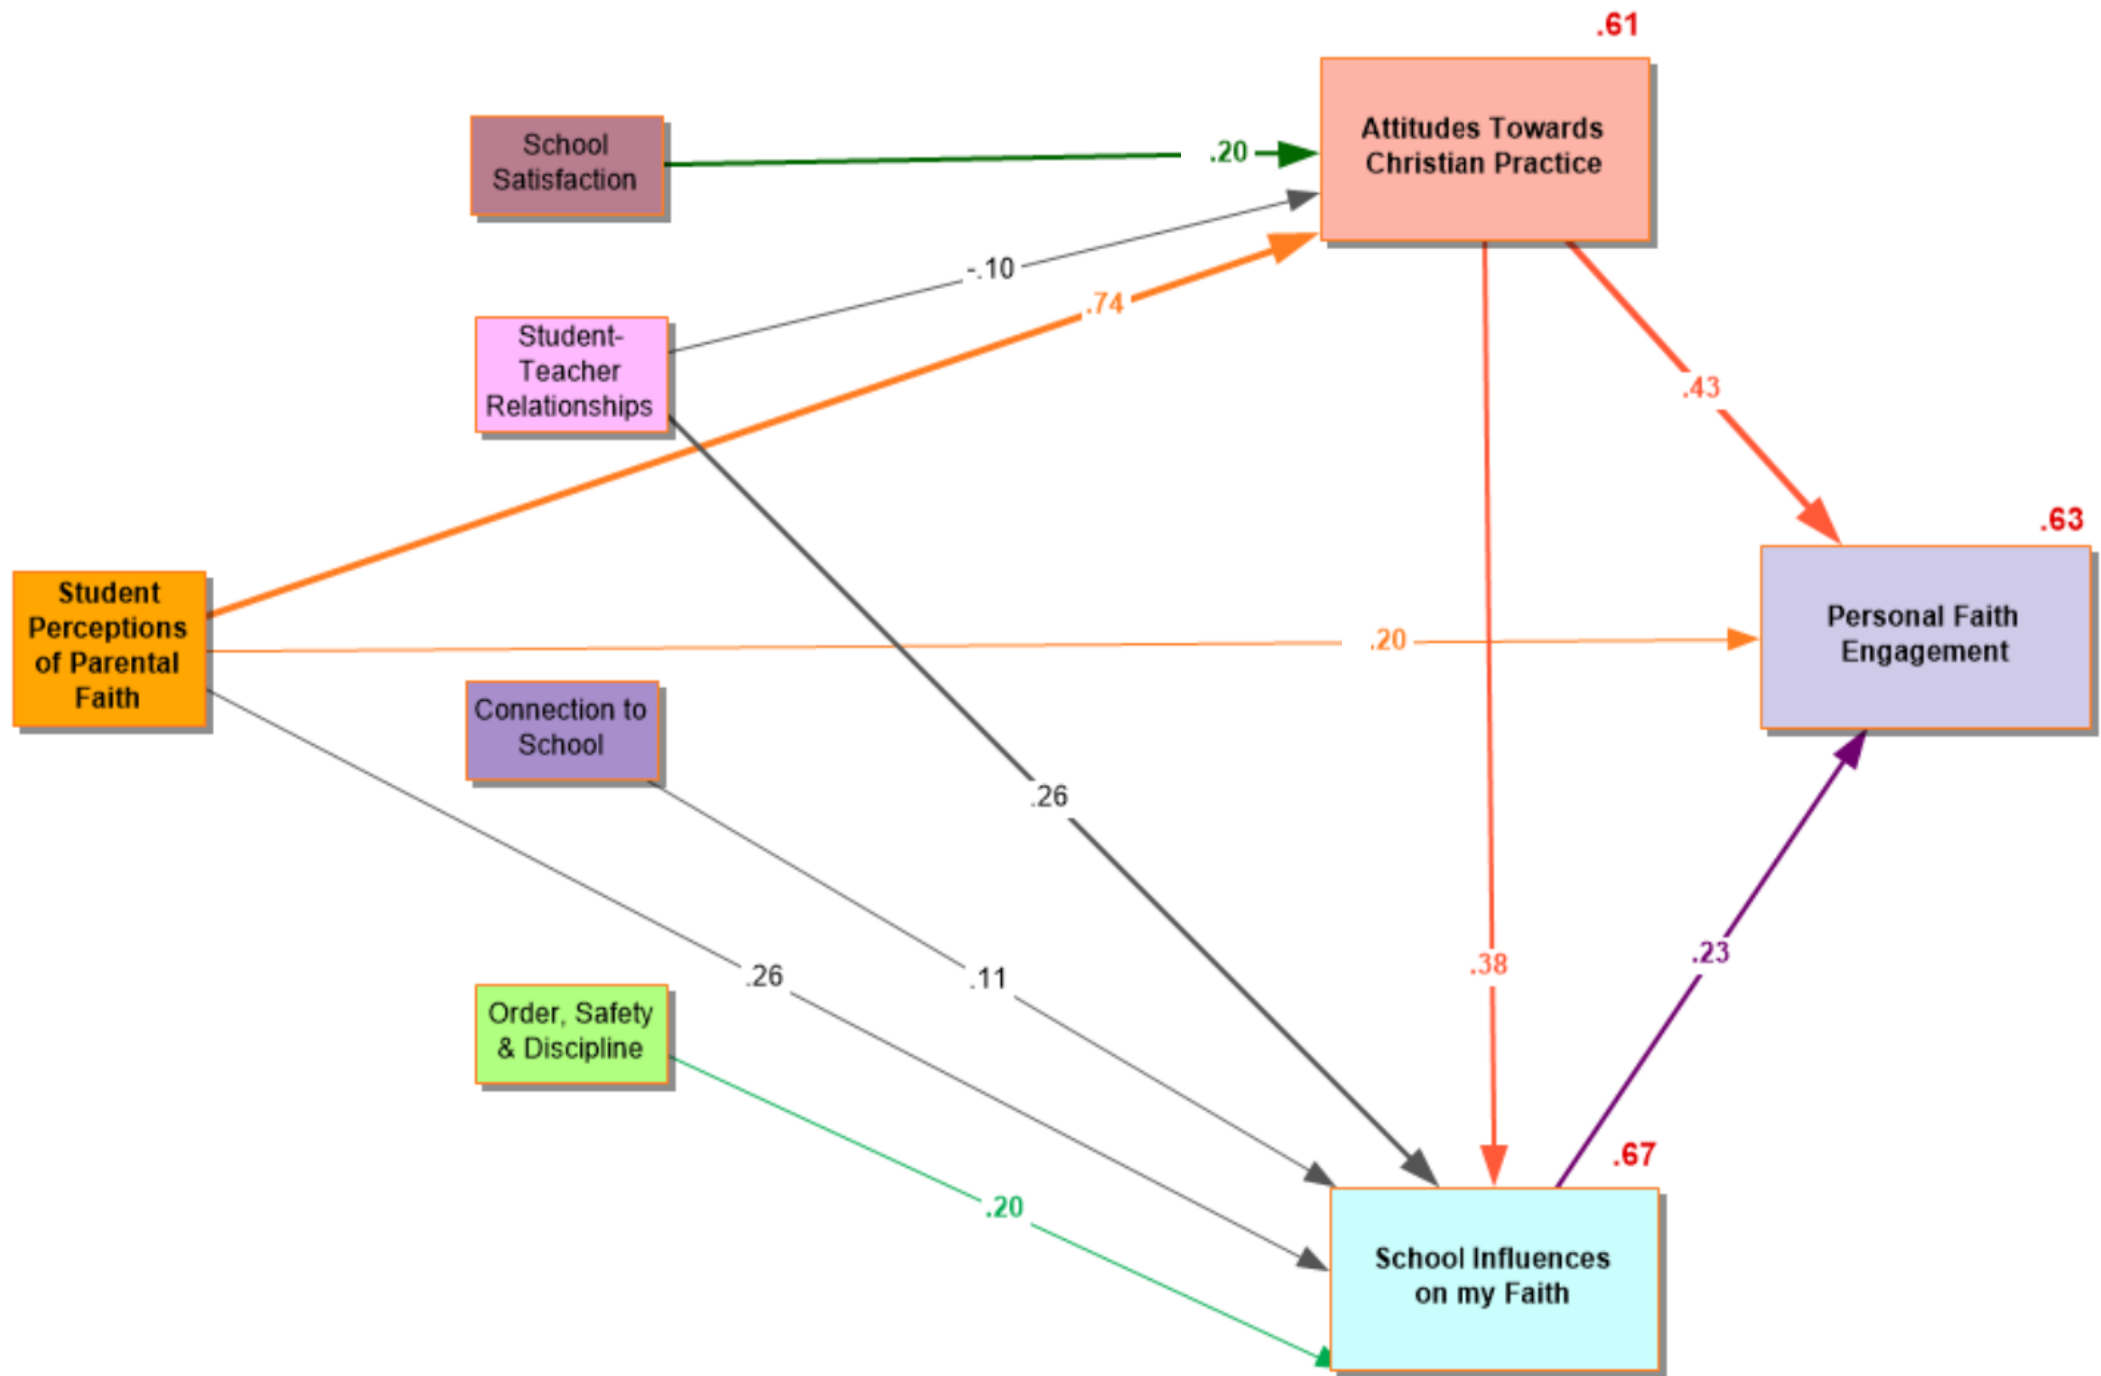 .61
Attitudes Towards
Christian Practice
School
Satisfaction
.20
-.10
.74
Student-
Teacher
Relationships
.43
.63
Student
Perceptions
of Parental
Faith
.20
Personal Faith
Engagement
Connection to
School
.26
.26
.11
.38
.23
Order, Safety
& Discipline
.20
.67
School Influences
on my Faith